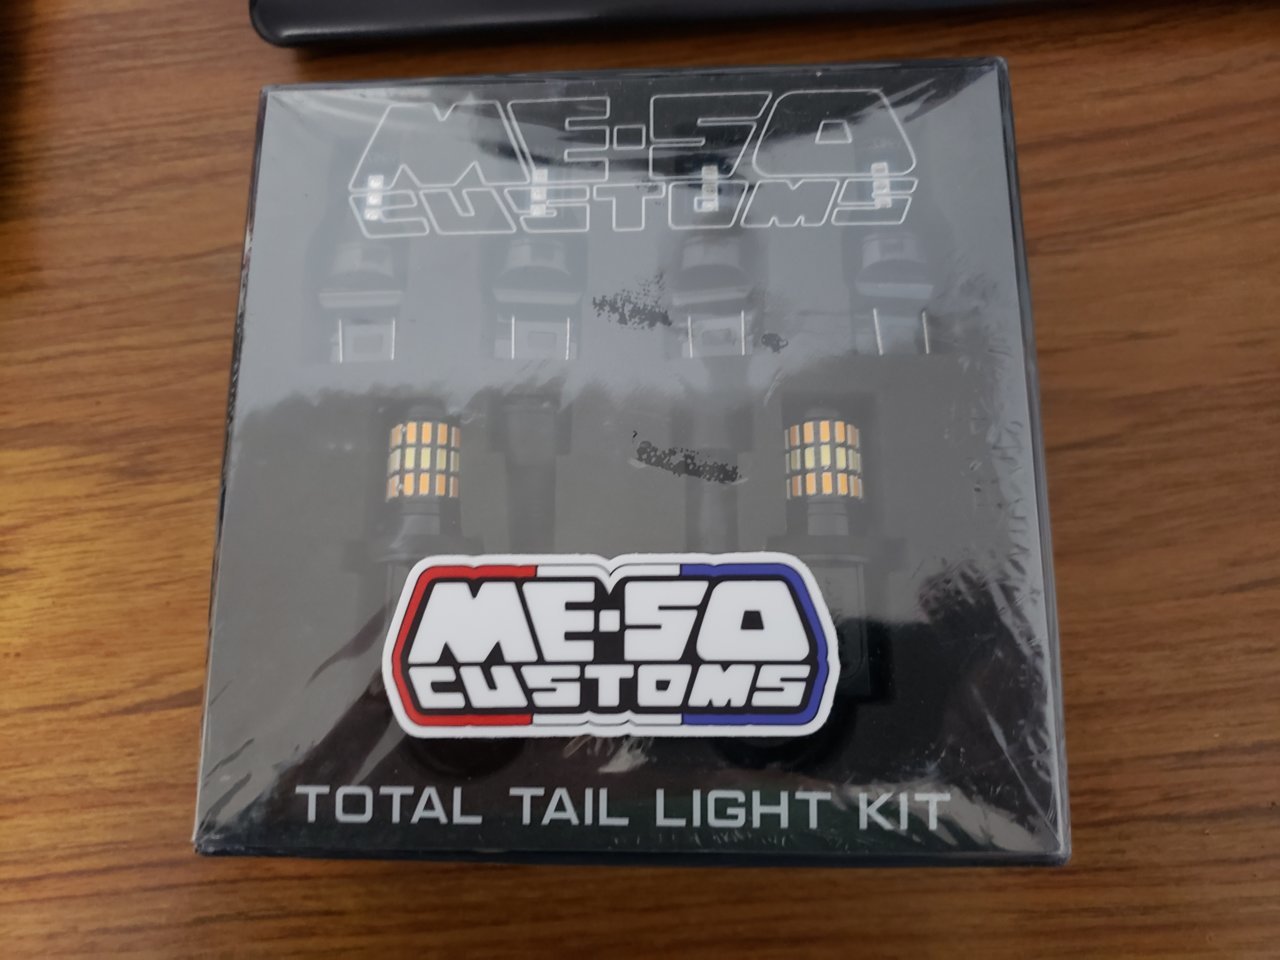 ME·SO
CUSTOMS
ME·SO
CUSTOMS
TOTAL TAIL LIGHT KIT